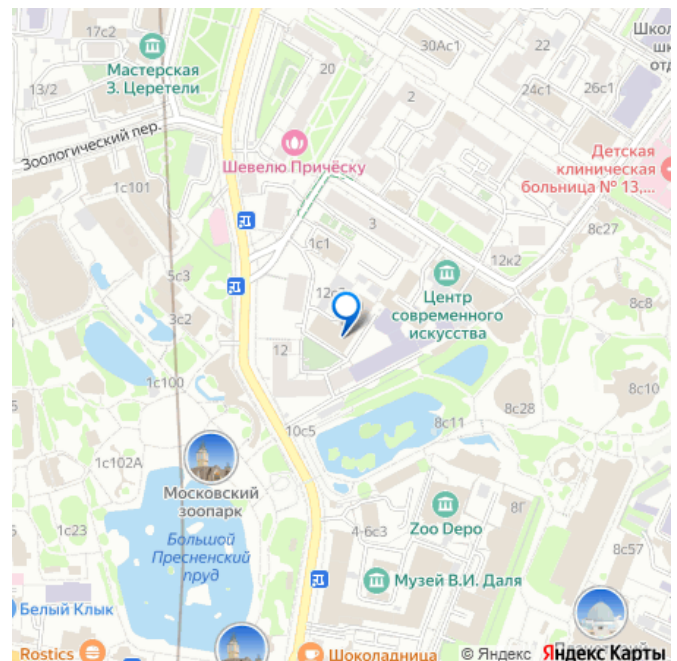 17с2
30Ас1
22
Школ
шк
отд
Мастерская
З. Церетели
20
13/2
2
24с1
26с1
Зоологический пер.
Шевелю Причёску
Детская
клиническая
больница № 13,...
1с101
3
8с27
1с1
12к2
5с3
12с
Центр
современного
искусства
8с8
3с2
12
1с100
8с10
8с28
8с11
10с5
1с102А
Московский
зоопарк
Zoo Depo
8Г
4-6с3
1с23
Большой
Пресненский
пруд
8с57
Музей В.И. Даля
Белый Клык
Rostics
Шоколадница
© Яндекс
Яндекс Карты